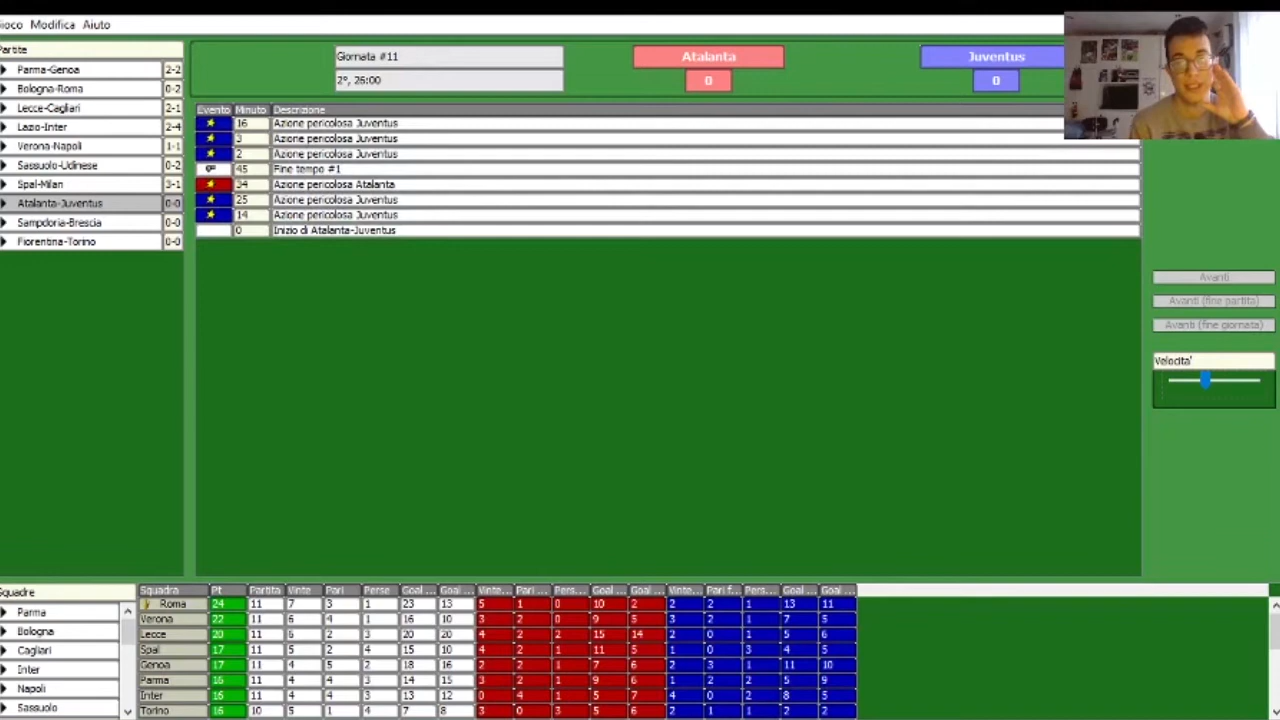 ioco Modifica Aiuto
Partite
Parma-Genoa 2-2
Bologna-Roma 0-2
Lecce-Cagliari 2-1
Lazio-Inter 2-4
Verona-Napoli 1-1
Sassuolo-Udinese 0-2
Spal-Milan 3-1
Atalanta-Juventus 0-0
Sampdoria-Brescia 0-0
Fiorentina-Torino 0-0
Giornata #11
2°, 26:00
Atalanta
0
Juventus
0
Evento Minuto Descrizione
16 Azione pericolosa Juventus
3 Azione pericolosa Juventus
2 Azione pericolosa Juventus
45 Fine tempo #1
34 Azione pericolosa Atalanta
25 Azione pericolosa Juventus
14 Azione pericolosa Juventus
0 Inizio di Atalanta-Juventus
Avanti
Avanti (fine partita)
Avanti (fine giornata)
Velocita'
Squadre
Parma
Bologna
Cagliari
Inter
Napoli
Sassuolo
Squadra Pt Partite Vinte Pari Perse Goal ... Goal ... Vinte... Pari ... Pers... Goal ... Goal ... Vinte... Pari f... Pers... Goal ... Goal ...
Roma 24 11 7 3 1 23 13 5 1 0 10 2 2 2 1 13 11
Verona 22 11 6 4 1 16 10 3 2 0 9 5 3 2 1 7 5
Lecce 20 11 6 2 3 20 20 4 2 2 15 14 2 0 1 5 6
Spal 17 11 5 2 4 15 10 4 2 1 11 5 1 0 3 4 5
Genoa 17 11 4 5 2 18 16 2 2 1 7 6 2 3 1 11 10
Parma 16 11 4 4 3 14 15 3 2 1 9 6 1 2 2 5 9
Inter 16 11 4 4 3 13 12 0 4 1 5 7 4 0 2 8 5
Torino 16 10 5 1 4 7 8 3 0 3 5 6 2 1 1 2 2